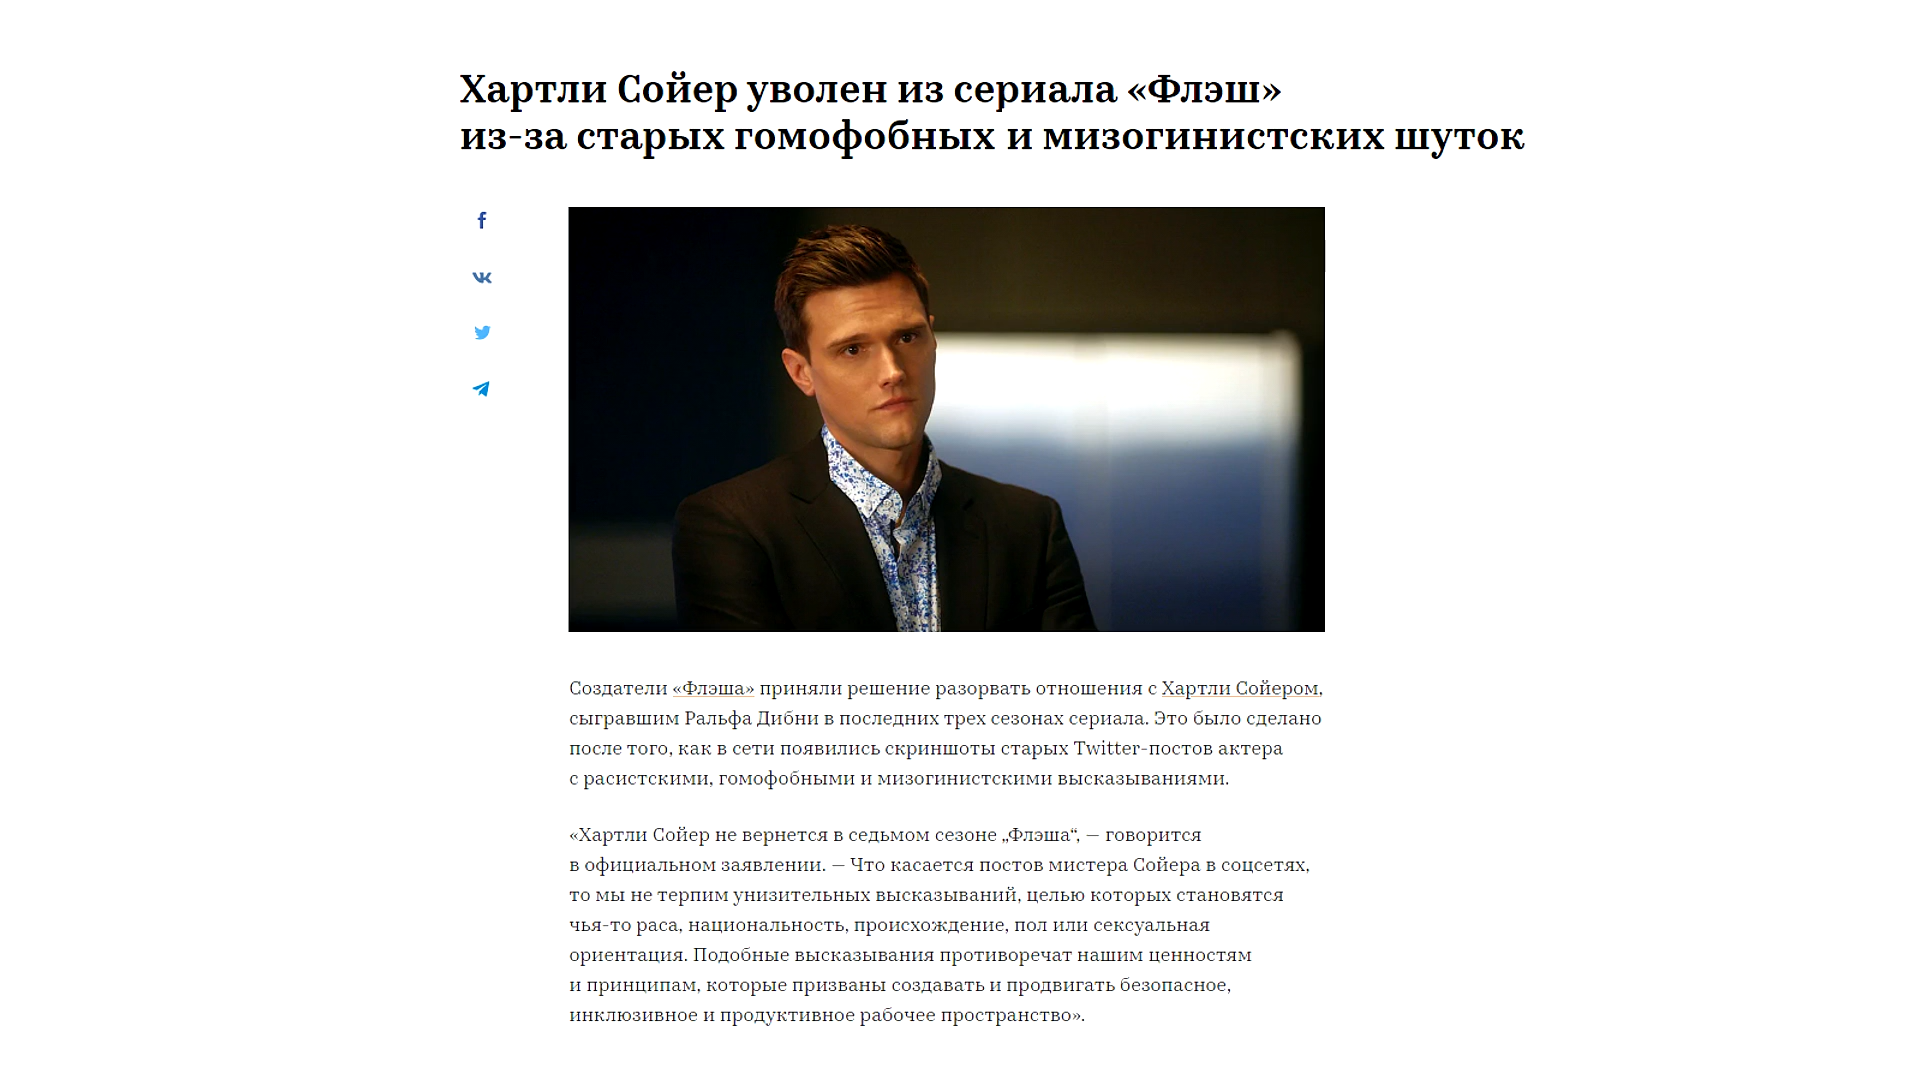 Хартли Сойер уволен из сериала «Флэш»
из-за старых гомофобных и мизогинистских шуток
Создатели «Флэша» приняли решение разорвать отношения с Хартли Сойером,
сыгравшим Ральфа Дибни в последних трех сезонах сериала. Это было сделано
после того, как в сети появились скриншоты старых Twitter-постов актера
с расистскими, гомофобными и мизогинистскими высказываниями.
«Хартли Сойер не вернется в седьмом сезоне „Флэша“, — говорится
в официальном заявлении. — Что касается постов мистера Сойера в соцсетях,
то мы не терпим унизительных высказываний, целью которых становятся
чья-то раса, национальность, происхождение, пол или сексуальная
ориентация. Подобные высказывания противоречат нашим ценностям
и принципам, которые призваны создавать и продвигать безопасное,
инклюзивное и продуктивное рабочее пространство».